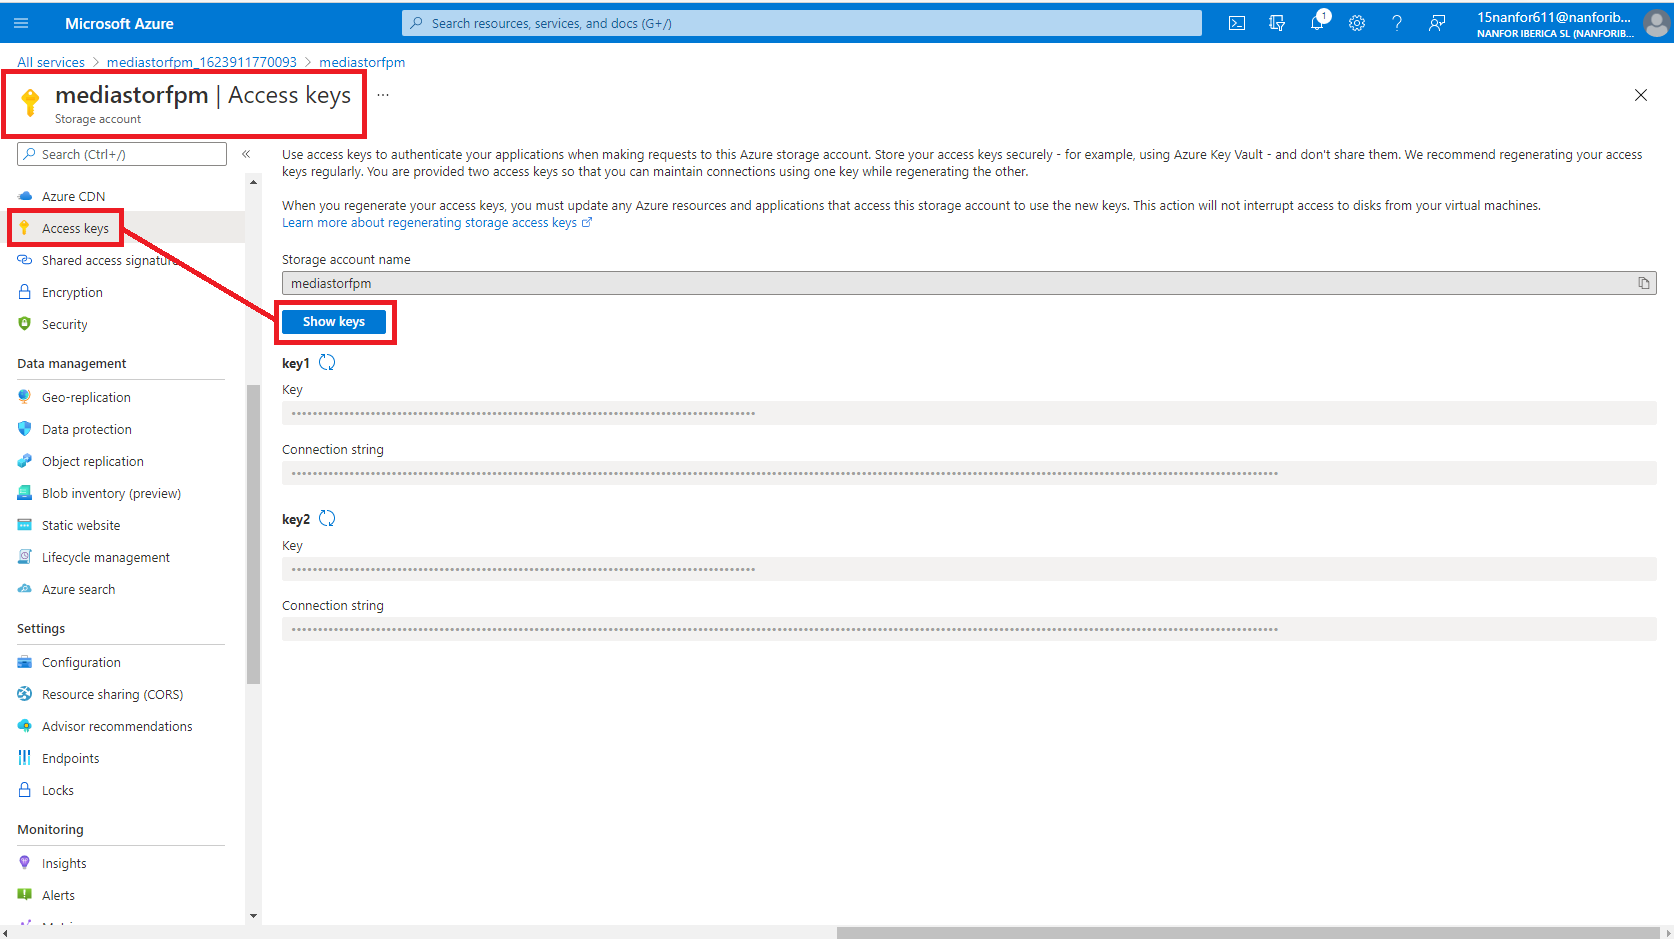 Microsoft Azure
Search resources, services, and docs (G+/)
1
15nanfor611@nanforib...
NANFOR IBERICA SL (NANFORIB...
All services > mediastorfpm_1623911770093 > mediastorfpm
mediastorfpm | Access keys ...
Storage account
Search (Ctrl+/)
«
Azure CDN
Access keys
Shared access signature
Encryption
Security
Data management
Geo-replication
Data protection
Object replication
Blob inventory (preview)
Static website
Lifecycle management
Azure search
Settings
Configuration
Resource sharing (CORS)
Advisor recommendations
Endpoints
Locks
Monitoring
Insights
Alerts
Use access keys to authenticate your applications when making requests to this Azure storage account. Store your access keys securely - for example, using Azure Key Vault - and don't share them. We recommend regenerating your access
keys regularly. You are provided two access keys so that you can maintain connections using one key while regenerating the other.
When you regenerate your access keys, you must update any Azure resources and applications that access this storage account to use the new keys. This action will not interrupt access to disks from your virtual machines.
Learn more about regenerating storage access keys
Storage account name
mediastorfpm
Show keys
key1
Key
Connection string
key2
Key
Connection string